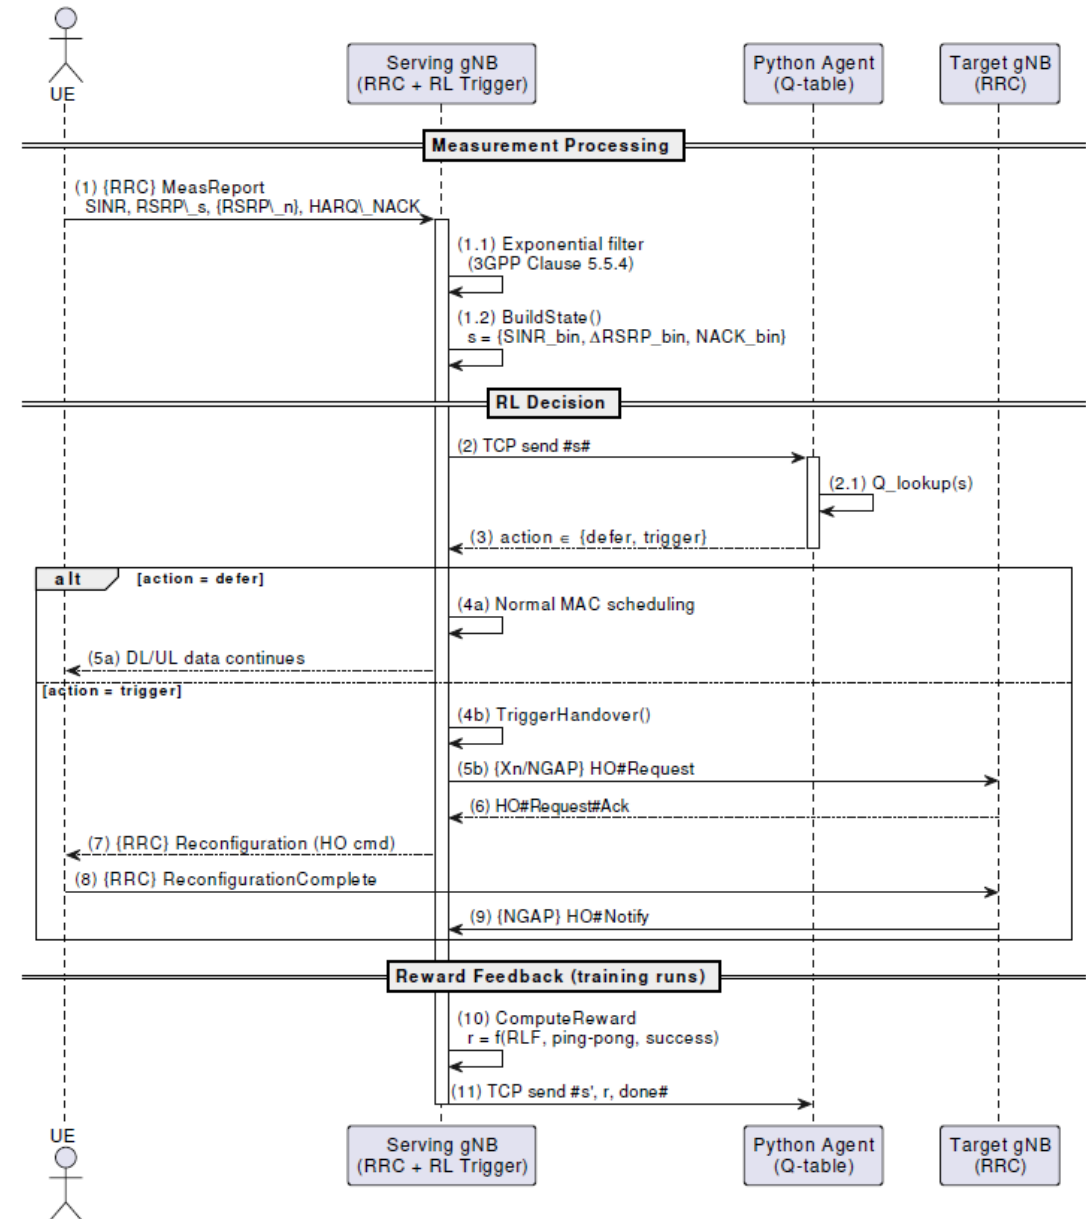 UE
Serving gNB
(RRC + RL Trigger)
Python Agent
(Q-table)
Target gNB
(RRC)
Measurement Processing
(1) {RRC} MeasReport
SINR, RSRP\_s, {RSRP\_n}, HARQ\_NACK
(1.1) Exponential filter
(3GPP Clause 5.5.4)
(1.2) BuildState()
s = {SINR_bin, ΔRSRP_bin, NACK_bin}
RL Decision
(2) TCP send #s#
(2.1) Q_lookup(s)
(3) action ∈ {defer, trigger}
alt [action = defer]
(4a) Normal MAC scheduling
(5a) DL/UL data continues
[action = trigger]
(4b) TriggerHandover()
(5b) {Xn/NGAP} HO#Request
(6) HO#Request#Ack
(7) {RRC} Reconfiguration (HO cmd)
(8) {RRC} ReconfigurationComplete
(9) {NGAP} HO#Notify
Reward Feedback (training runs)
(10) ComputeReward
r = f(RLF, ping-pong, success)
(11) TCP send #s', r, done#
UE
Serving gNB
(RRC + RL Trigger)
Python Agent
(Q-table)
Target gNB
(RRC)